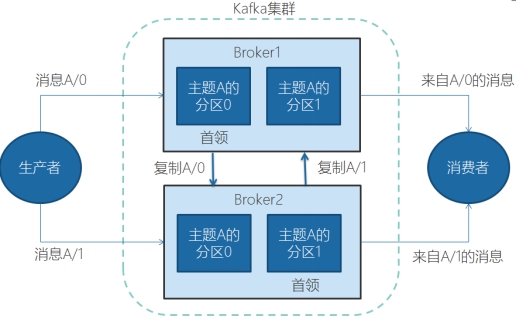 Kafka集群
Broker1
消息A/0
来自A/0的消息
主题A的
分区0
主题A的
分区1
首领
生产者
复制A/0
复制A/1
消费者
Broker2
主题A的
分区0
主题A的
分区1
消息A/1
来自A/1的消息
首领